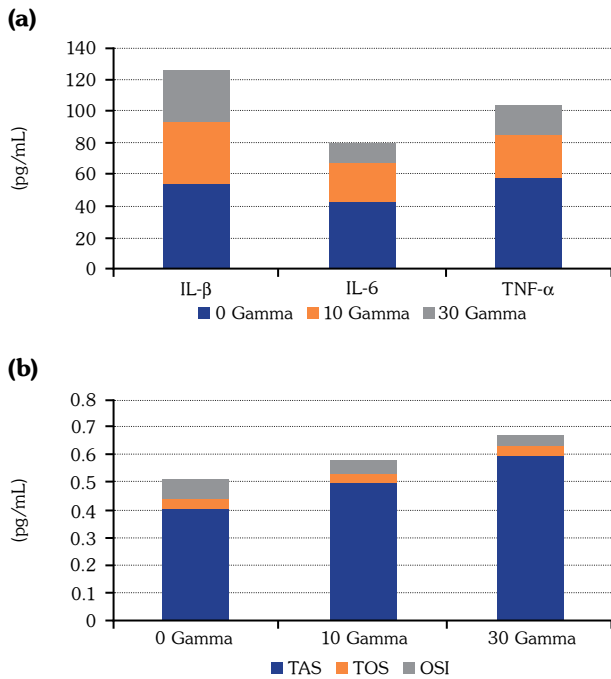 (a)
140
120
100
80
60
40
20
0
(pg/mL)
IL-β IL-6 TNF-α
0 Gamma 10 Gamma 30 Gamma
(b)
0.8
0.7
0.6
0.5
0.4
0.3
0.2
0.1
0
(pg/mL)
0 Gamma 10 Gamma 30 Gamma
TAS TOS OSI